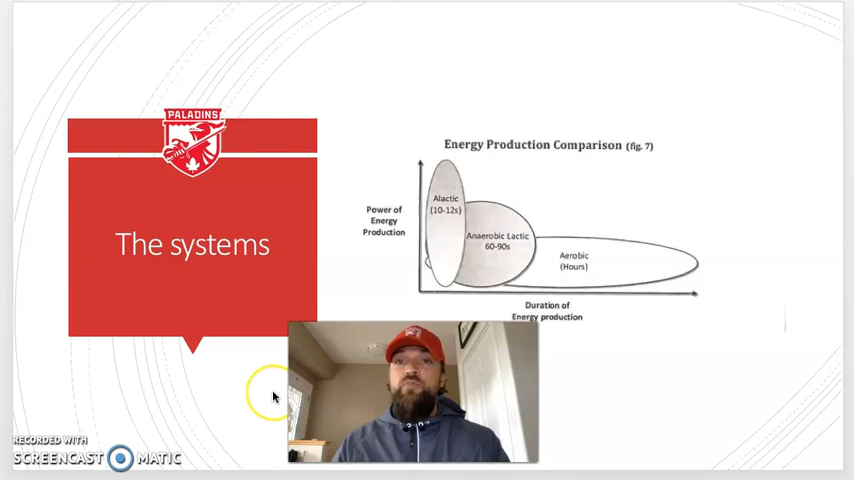 PALADINS
The systems
Energy Production Comparison (fig. 7)
Power of
Energy
Production
Alactic
(10-12s)
Anaerobic Lactic
60-90s
Aerobic
(Hours)
Duration of
Energy production
RECORDED WITH
SCREENCAST MATIC